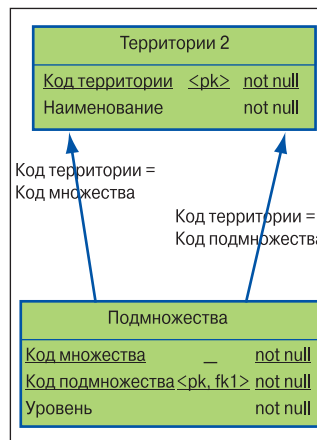 Территории 2
Код территории <pk> not null
Наименование not null
Код территории =
Код множества
Код территории =
Код подмножества
Подмножества
Код множества _ not null
Код подмножества <pk, fk1> not null
Уровень not null